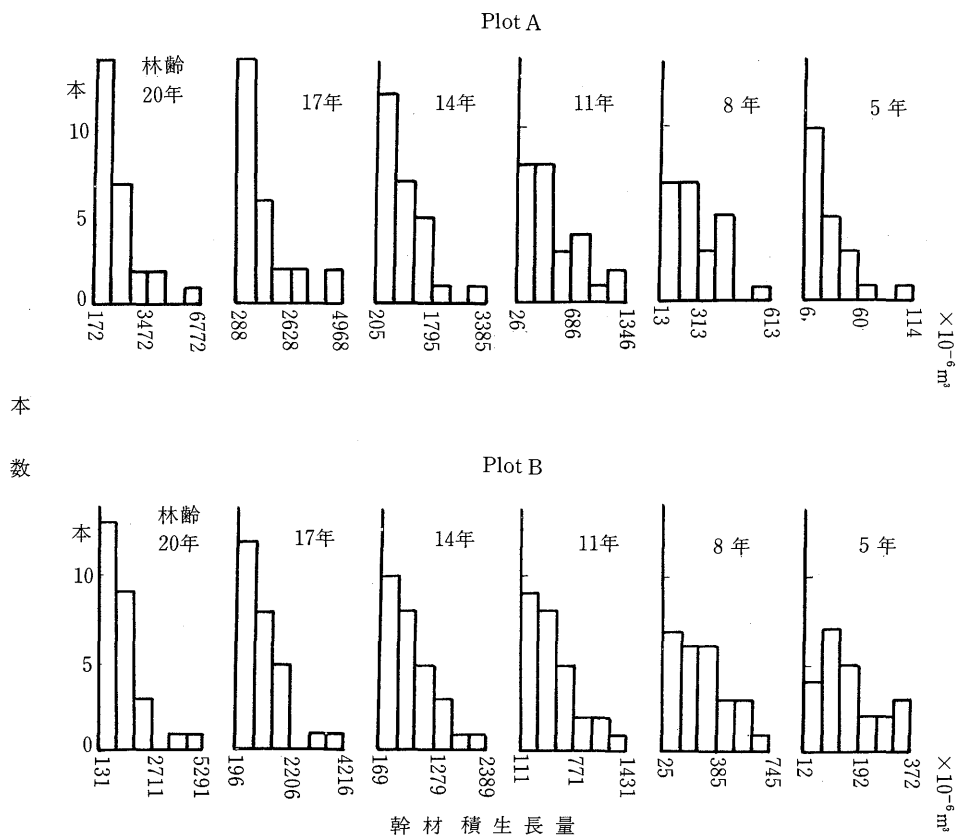 Plot A
本
林齢
20年
17年
14年
11年
8年
5年
10
5
0
172 3472 6772
288 2628 4968
205 1795 3385
26 686 1346
13 313 613
6. 60 114
×10⁻⁶m³
本数
Plot B
本
林齢
20年
17年
14年
11年
8年
5年
10
5
0
131 2711 5291
196 2206 4216
169 1279 2389
111 771 1431
25 385 745
12 192 372
×10⁻⁶m³
幹材積生長量